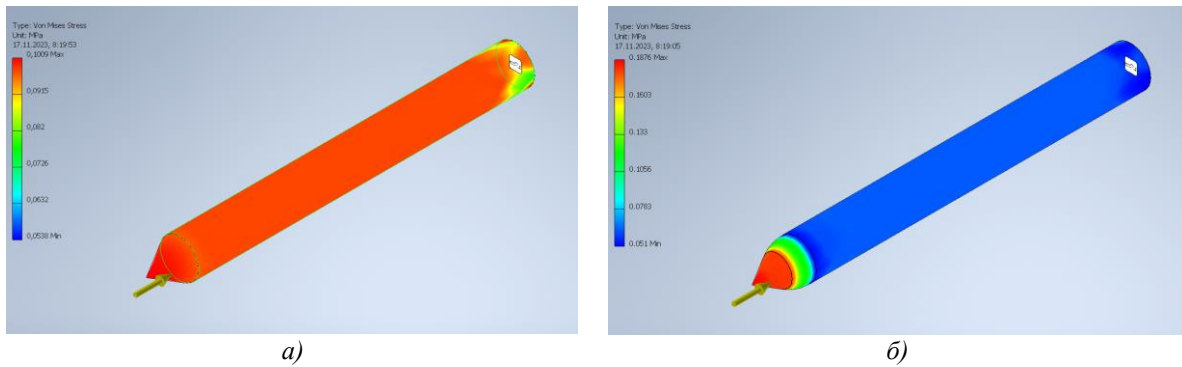 Type: Von Mises Stress
Unit: MPa
17.11.2023, 8:19:53
0,1009 Max
0,0915
0,082
0,0726
0,0632
0,0538 Min
а)
Type: Von Mises Stress
Unit: MPa
17.11.2023, 8:19:05
0.1876 Max
0.1603
0.133
0.1056
0.0783
0.051 Min
б)